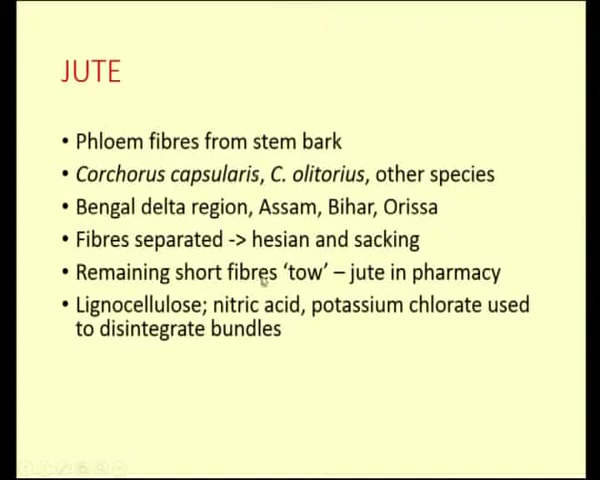 JUTE
• Phloem fibres from stem bark
• Corchorus capsularis, C. olitorius, other species
• Bengal delta region, Assam, Bihar, Orissa
• Fibres separated -> hesian and sacking
• Remaining short fibres ‘tow’ – jute in pharmacy
• Lignocellulose; nitric acid, potassium chlorate used
to disintegrate bundles